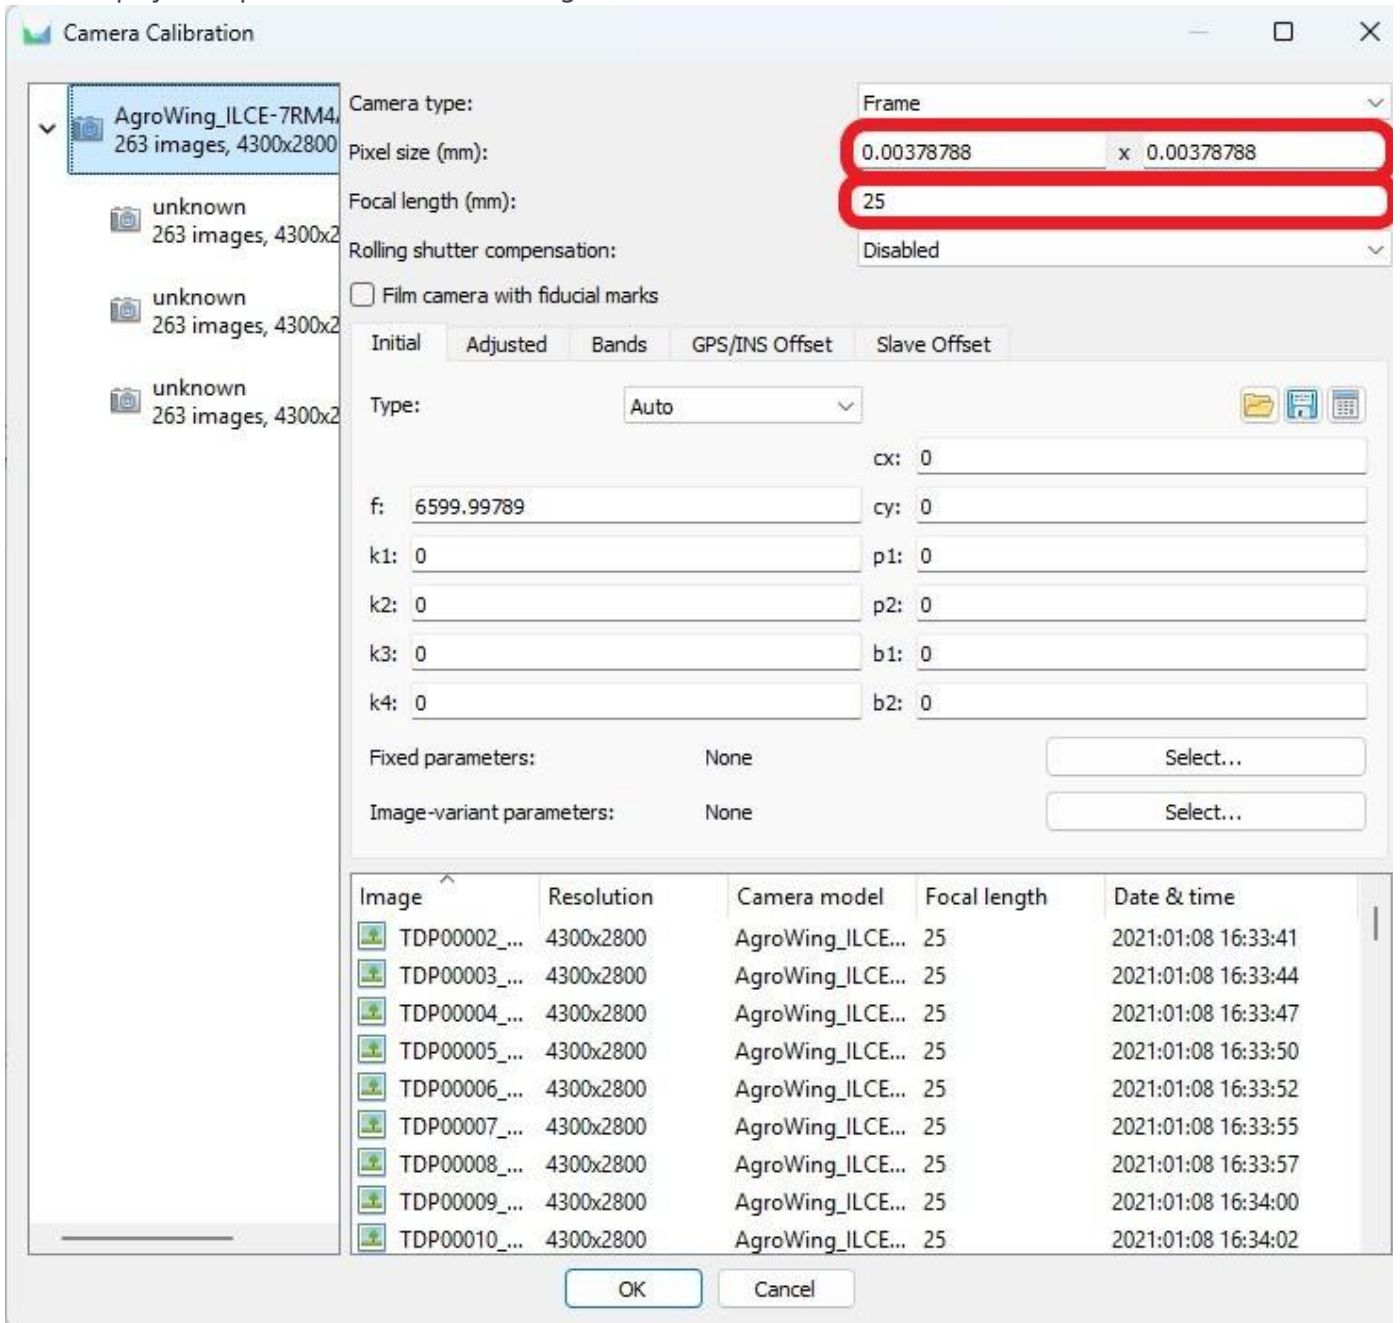 Camera Calibration
AgroWing_ILCE-7RM4
263 images, 4300x2800
unknown
263 images, 4300x2
unknown
263 images, 4300x2
unknown
263 images, 4300x2
Camera type: Frame
Pixel size (mm): 0.00378788 x 0.00378788
Focal length (mm): 25
Rolling shutter compensation: Disabled
Film camera with fiducial marks
Initial Adjusted Bands GPS/INS Offset Slave Offset
Type: Auto
cx: 0
f: 6599.99789 cy: 0
k1: 0 p1: 0
k2: 0 p2: 0
k3: 0 b1: 0
k4: 0 b2: 0
Fixed parameters: None Select...
Image-variant parameters: None Select...
Image Resolution Camera model Focal length Date & time
TDP00002_... 4300x2800 AgroWing_ILCE... 25 2021:01:08 16:33:41
TDP00003_... 4300x2800 AgroWing_ILCE... 25 2021:01:08 16:33:44
TDP00004_... 4300x2800 AgroWing_ILCE... 25 2021:01:08 16:33:47
TDP00005_... 4300x2800 AgroWing_ILCE... 25 2021:01:08 16:33:50
TDP00006_... 4300x2800 AgroWing_ILCE... 25 2021:01:08 16:33:52
TDP00007_... 4300x2800 AgroWing_ILCE... 25 2021:01:08 16:33:55
TDP00008_... 4300x2800 AgroWing_ILCE... 25 2021:01:08 16:33:57
TDP00009_... 4300x2800 AgroWing_ILCE... 25 2021:01:08 16:34:00
TDP00010_... 4300x2800 AgroWing_ILCE... 25 2021:01:08 16:34:02
OK Cancel